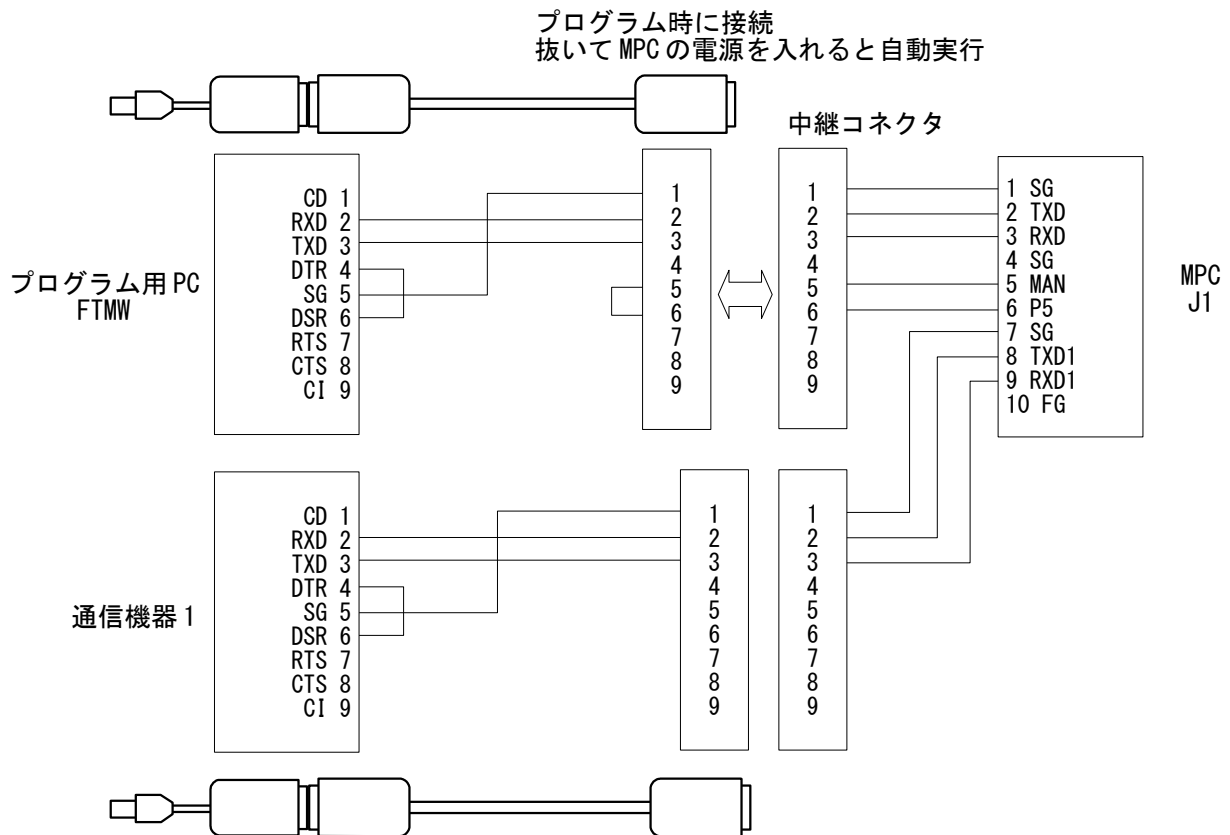 プログラム時に接続
抜いてMPCの電源を入れると自動実行
中継コネクタ
プログラム用PC
FTMW
CD 1
RXD 2
TXD 3
DTR 4
SG 5
DSR 6
RTS 7
CTS 8
CI 9
1
2
3
4
5
6
7
8
9
1
2
3
4
5
6
7
8
9
1 SG
2 TXD
3 RXD
4 SG
5 MAN
6 P5
7 SG
8 TXD1
9 RXD1
10 FG
MPC
J1
通信機器1
CD 1
RXD 2
TXD 3
DTR 4
SG 5
DSR 6
RTS 7
CTS 8
CI 9
1
2
3
4
5
6
7
8
9
1
2
3
4
5
6
7
8
9